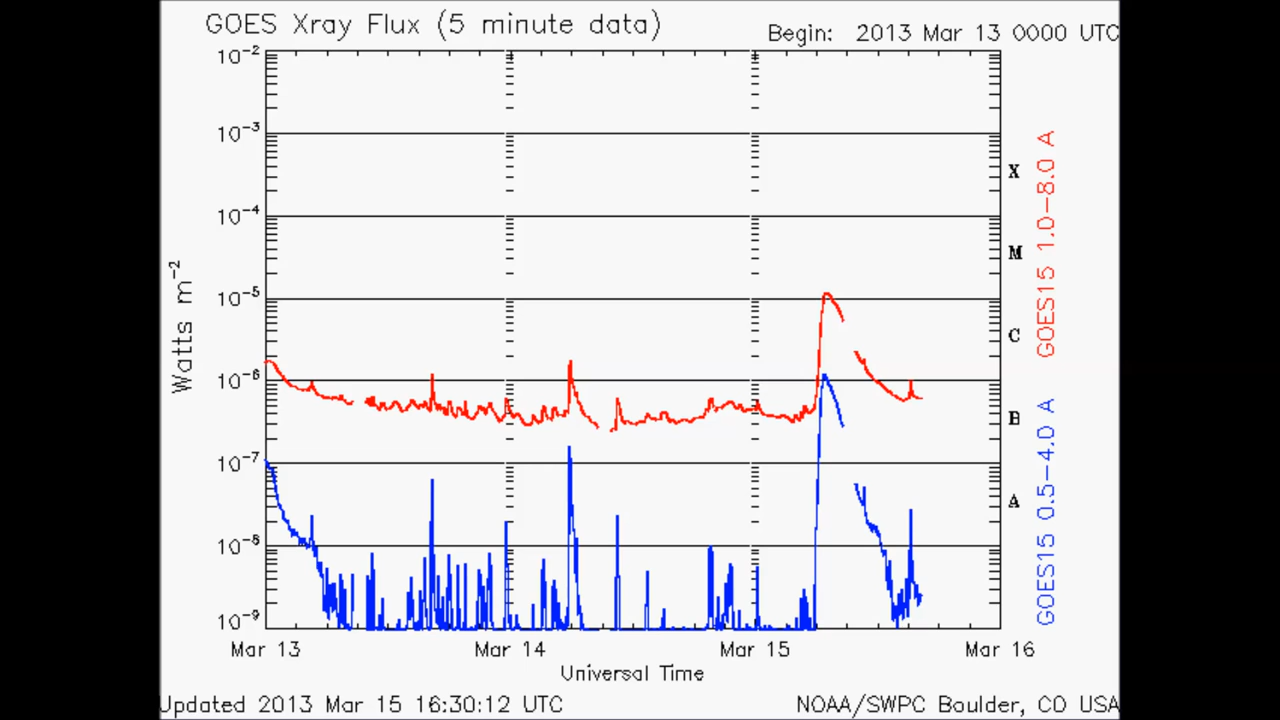 GOES Xray Flux (5 minute data)
Begin: 2013 Mar 13 0000 UTC
10-2
10-3
10-4
10-5
10-6
10-7
10-8
10-9
Watts m-2
X
M
C
B
A
GOES15 1.0-8.0 A
GOES15 0.5-4.0 A
Mar 13 Mar 14 Mar 15 Mar 16
Universal Time
Updated 2013 Mar 15 16:30:12 UTC
NOAA/SWPC Boulder, CO USA